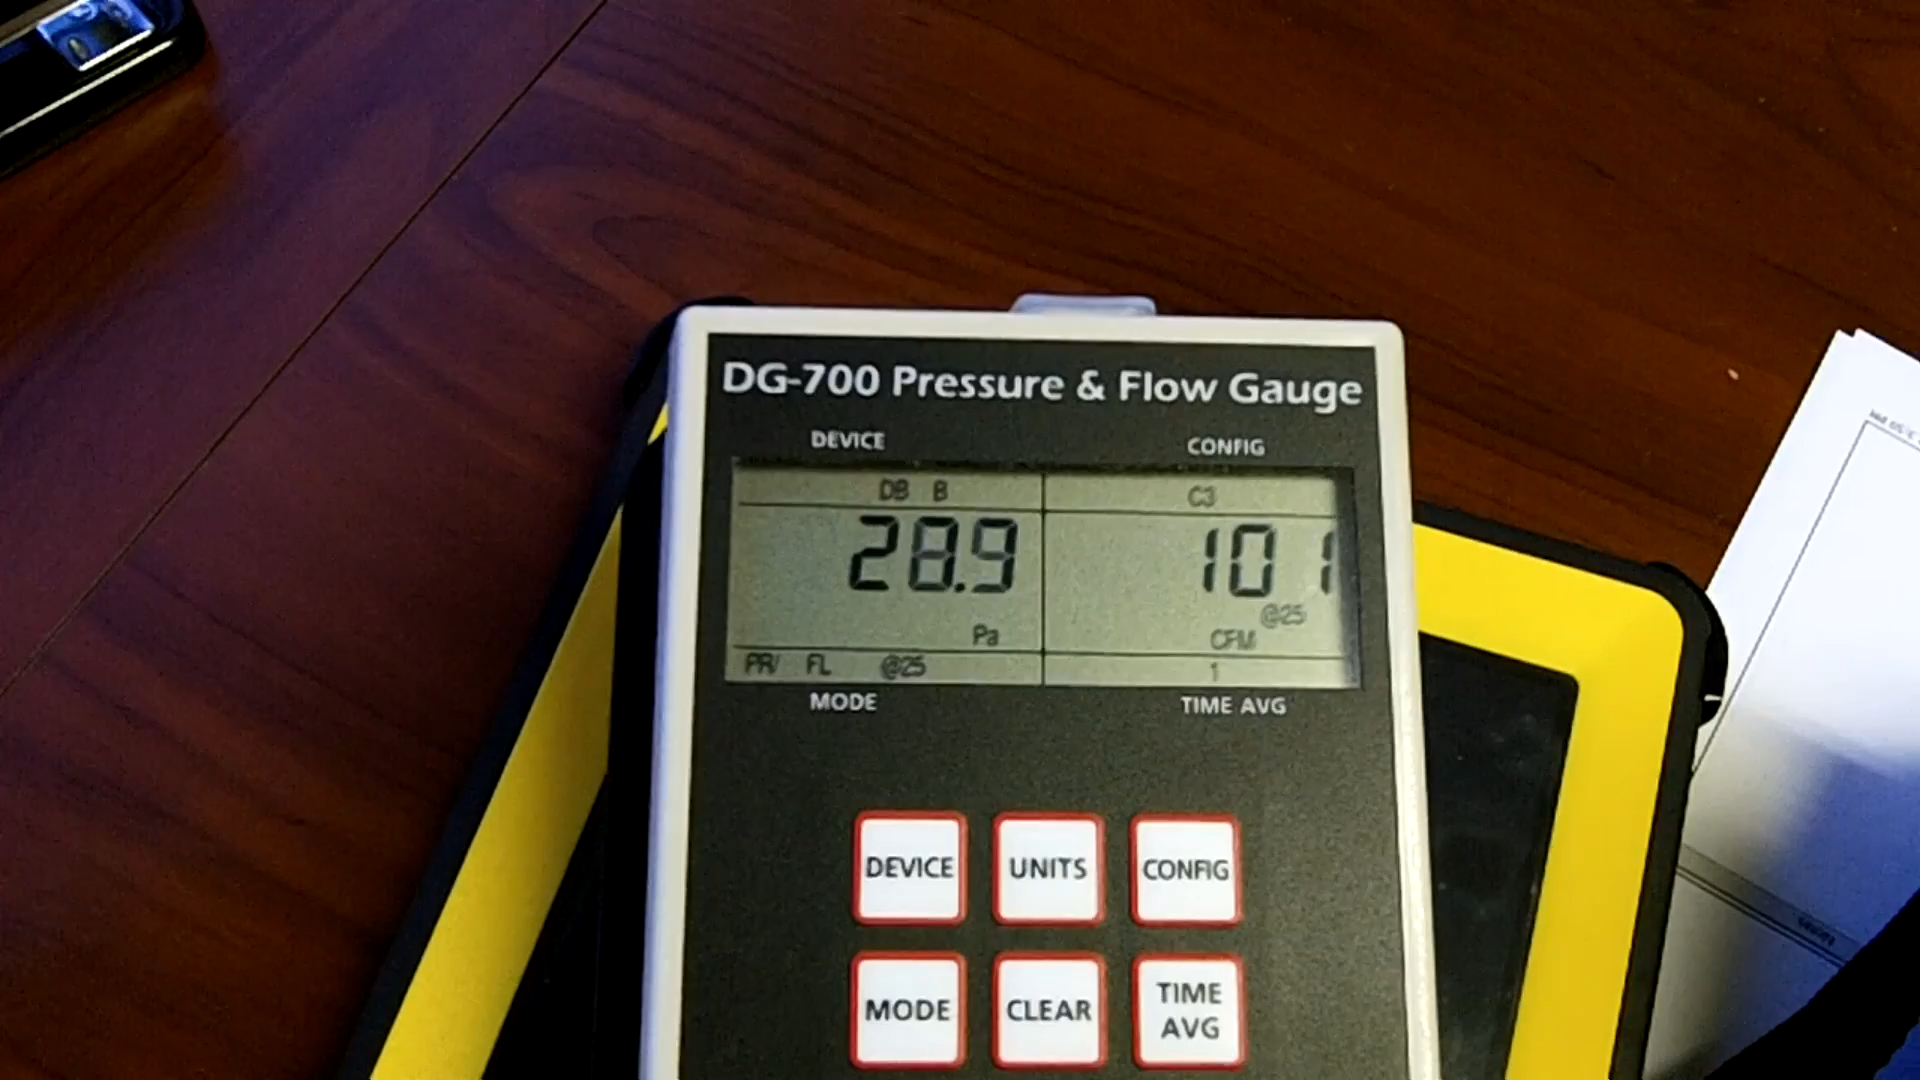 DG-700 Pressure & Flow Gauge
DEVICE CONFIG
DB B C3
28.9 101
@25
Pa CFM
PR/ FL @25 1
MODE TIME AVG
DEVICE UNITS CONFIG
MODE CLEAR TIME AVG